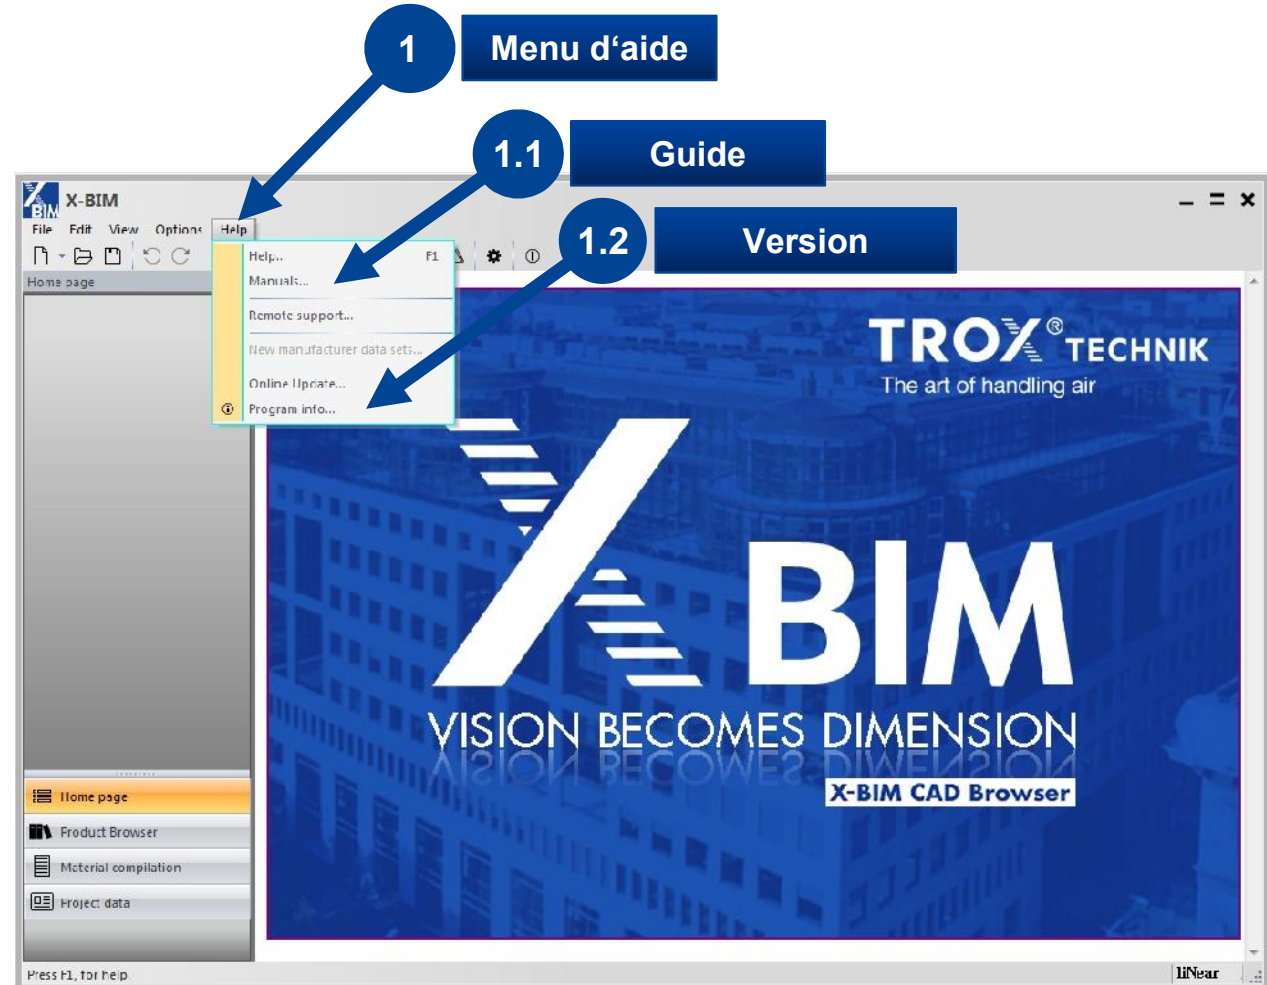 1
Menu d‘aide
1.1
Guide
1.2
Version
X BIM
X-BIM
File Edit View Options Help
Help... F1
Manuals...
Remote support...
New manufacturer data sets...
Online Update...
Program info...
Home page
TROX® TECHNIK
The art of handling air
X BIM
VISION BECOMES DIMENSION
X-BIM CAD Browser
Home page
Product Browser
Material compilation
Project data
Press F1, for help
liNear